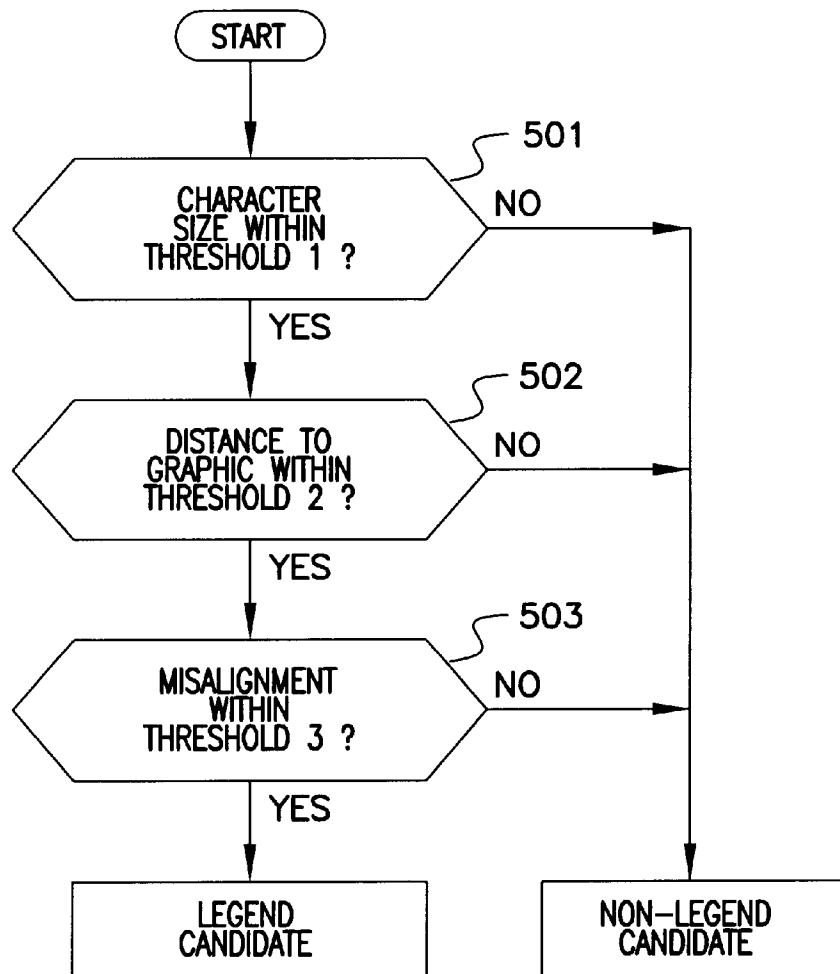 START
501
CHARACTER
SIZE WITHIN
THRESHOLD 1 ?
NO
YES
502
DISTANCE TO
GRAPHIC WITHIN
THRESHOLD 2 ?
NO
YES
503
MISALIGNMENT
WITHIN
THRESHOLD 3 ?
NO
YES
LEGEND
CANDIDATE
NON-LEGEND
CANDIDATE